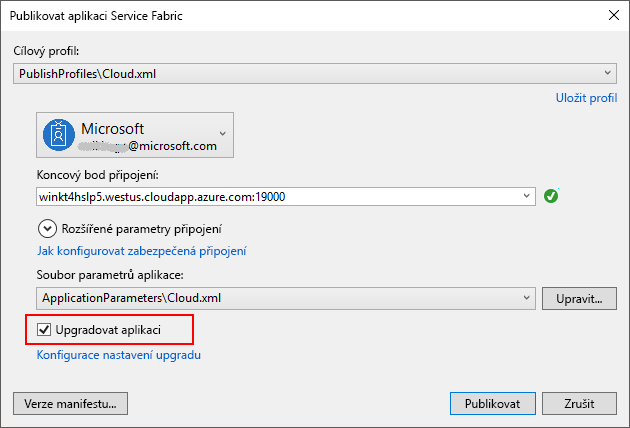 Publikovat aplikaci Service Fabric
Cílový profil:
PublishProfiles\Cloud.xml
Uložit profil
Microsoft
@microsoft.com
Koncový bod připojení:
winkt4hslp5.westus.cloudapp.azure.com:19000
Rozšířené parametry připojení
Jak konfigurovat zabezpečená připojení
Soubor parametrů aplikace:
ApplicationParameters\Cloud.xml
Upravit...
Upgradovat aplikaci
Konfigurace nastavení upgradu
Verze manifestu...
Publikovat
Zrušit